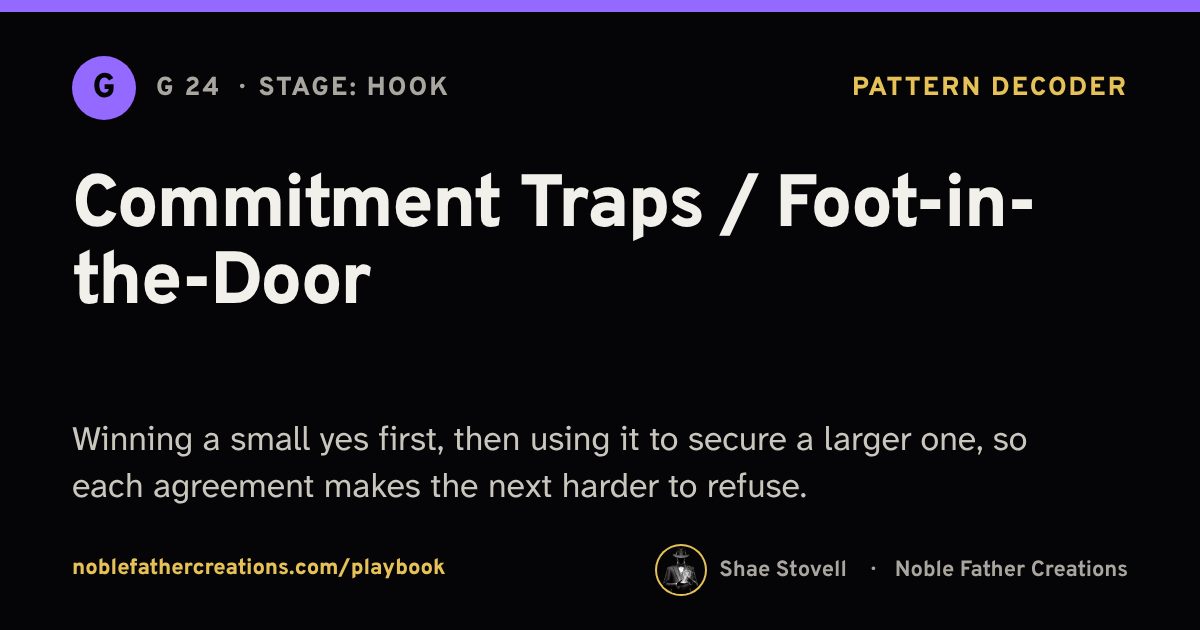 G
G 24 · STAGE: HOOK
PATTERN DECODER
Commitment Traps / Foot-in-
the-Door
Winning a small yes first, then using it to secure a larger one, so
each agreement makes the next harder to refuse.
noblefathercreations.com/playbook
Shae Stovell · Noble Father Creations